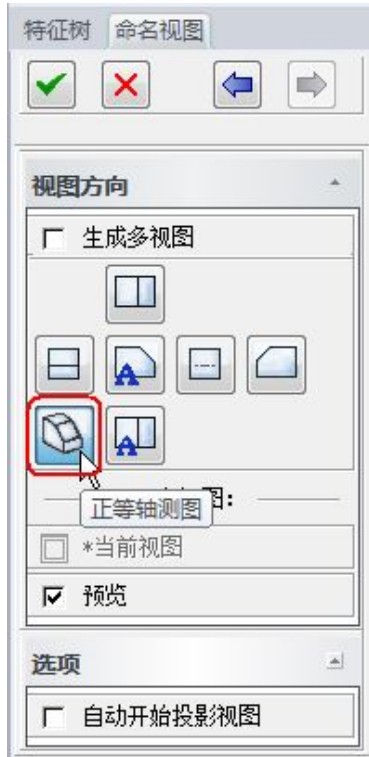 特征树 命名视图
视图方向
生成多视图
A
A
图:
正等轴测图
*当前视图
预览
选项
自动开始投影视图